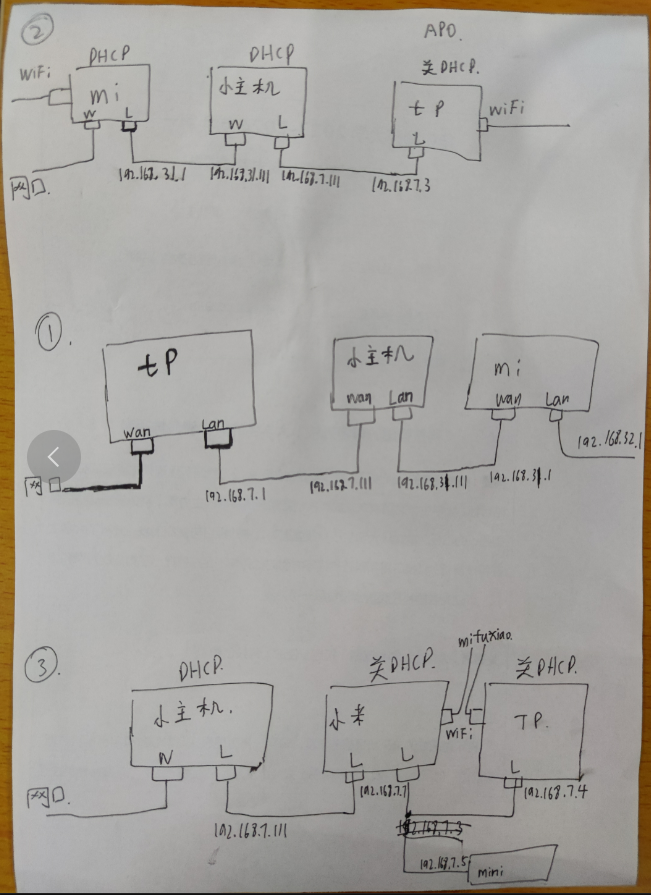 ②
APO.
DHCP
DHCP
关DHCP.
WiFi
mi
小主机
tP
WiFi
W
L
W
L
L
网口
192.168.31.1
192.168.31.111
192.168.7.111
192.168.7.3
①.
tP
小主机
mi
wan
Lan
wan
Lan
wan
Lan
网口
192.168.7.1
192.168.7.111
192.168.31.111
192.168.31.1
192.168.32.1
③.
mifuxiao.
DHCP.
关DHCP.
关DHCP.
小主机.
小米
TP.
WiFi
W
L
L
L
L
网口.
192.168.7.111
192.168.7.1
192.168.7.4
192.168.7.3
192.168.7.5
mini